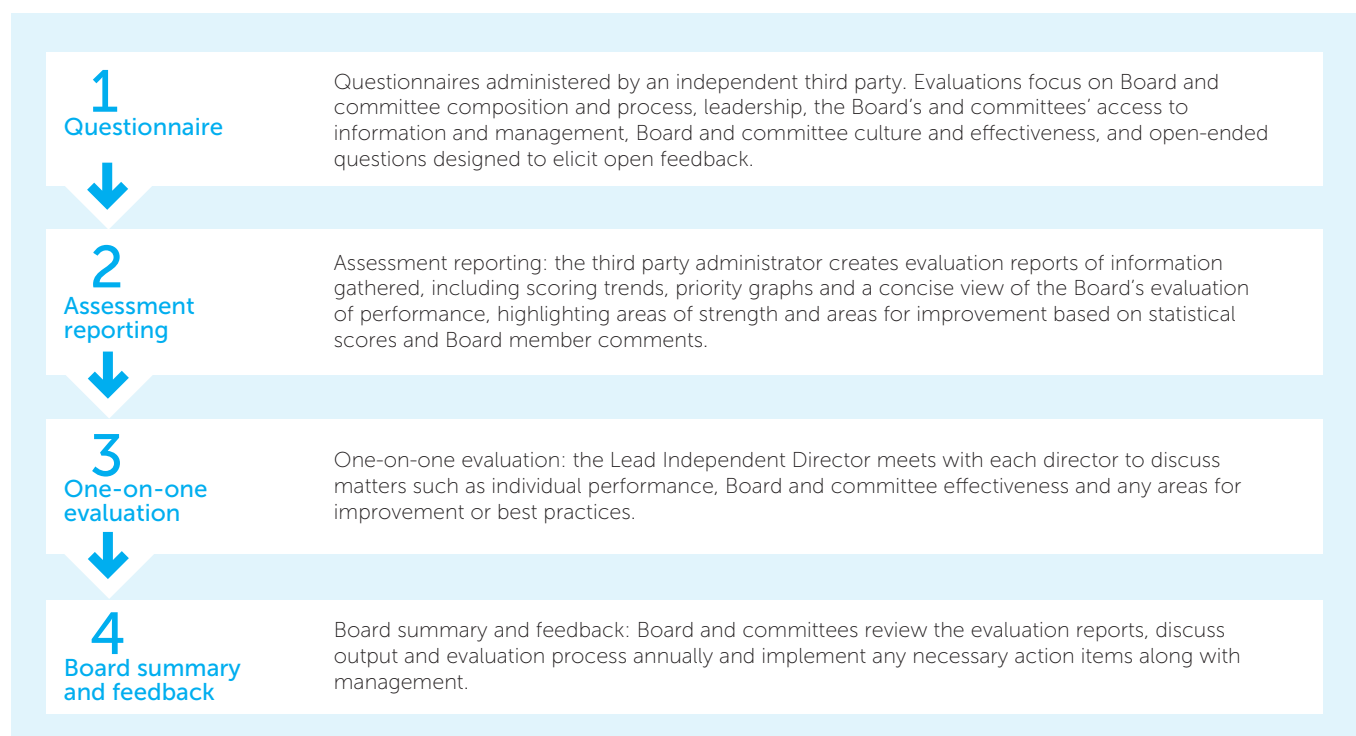 1
Questionnaire
Questionnaires administered by an independent third party. Evaluations focus on Board and
committee composition and process, leadership, the Board’s and committees’ access to
information and management, Board and committee culture and effectiveness, and open-ended
questions designed to elicit open feedback.
2
Assessment
reporting
Assessment reporting: the third party administrator creates evaluation reports of information
gathered, including scoring trends, priority graphs and a concise view of the Board’s evaluation
of performance, highlighting areas of strength and areas for improvement based on statistical
scores and Board member comments.
3
One-on-one
evaluation
One-on-one evaluation: the Lead Independent Director meets with each director to discuss
matters such as individual performance, Board and committee effectiveness and any areas for
improvement or best practices.
4
Board summary
and feedback
Board summary and feedback: Board and committees review the evaluation reports, discuss
output and evaluation process annually and implement any necessary action items along with
management.